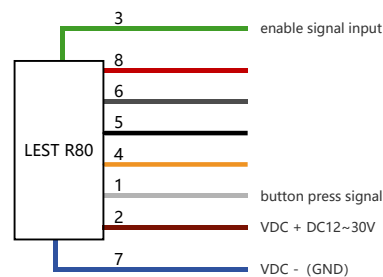 3 enable signal input
8
6
5
LEST R80
4
1 button press signal
2 VDC + DC12~30V
7 VDC - (GND)